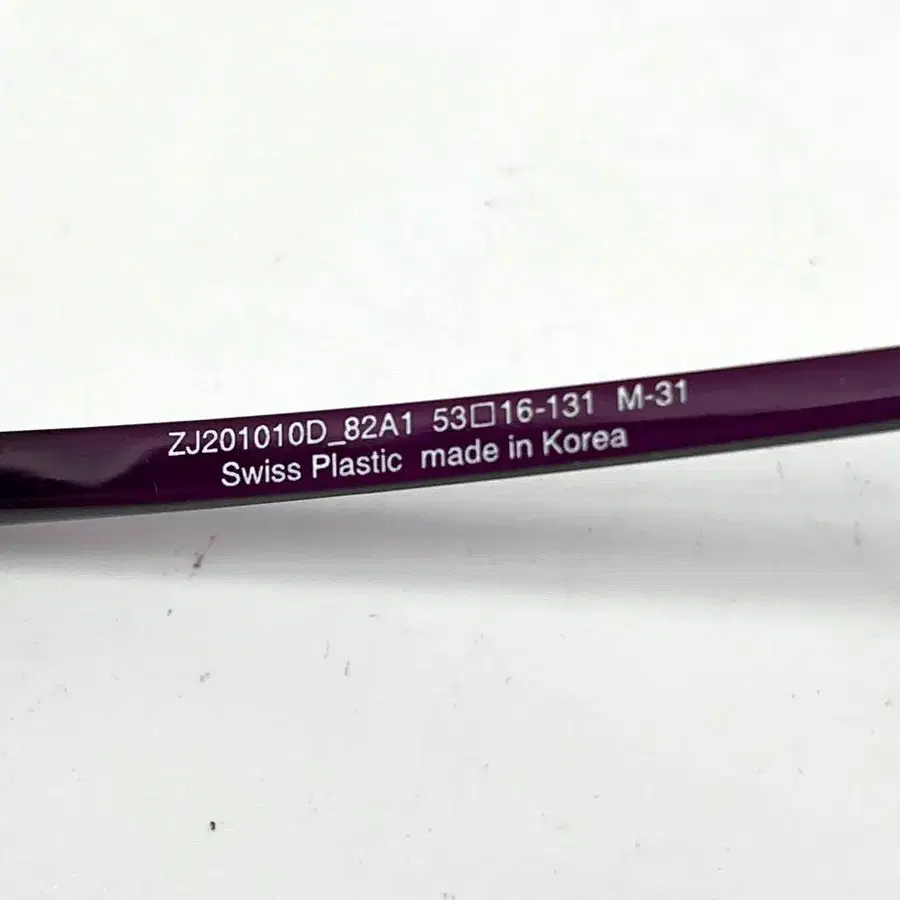 ZJ201010D_82A1 53□16-131 M-31
Swiss Plastic made in Korea